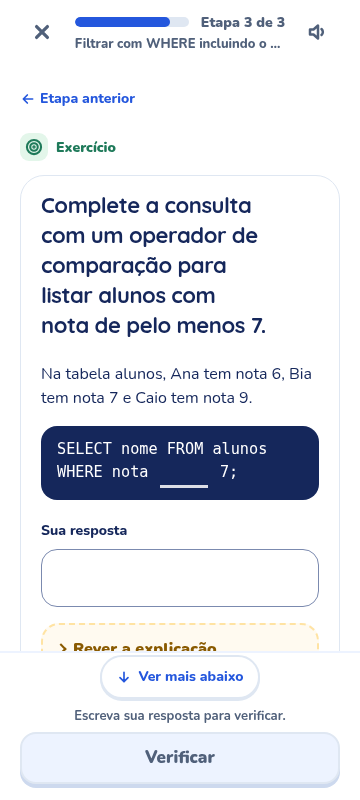 Etapa 3 de 3
Filtrar com WHERE incluindo o ...
Etapa anterior
Exercício
Complete a consulta
com um operador de
comparação para
listar alunos com
nota de pelo menos 7.
Na tabela alunos, Ana tem nota 6, Bia
tem nota 7 e Caio tem nota 9.
SELECT nome FROM alunos
WHERE nota _____ 7;
Sua resposta
Rever a explicação
Ver mais abaixo
Escreva sua resposta para verificar.
Verificar